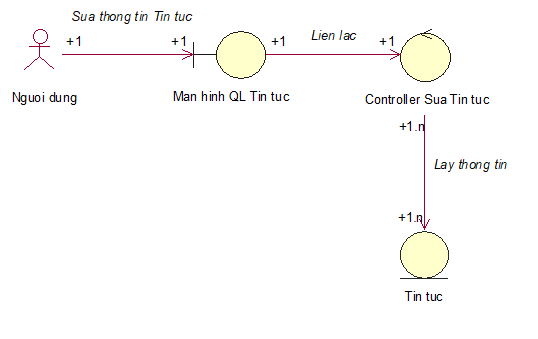 Sua thong tin Tin tuc
+1
+1
+1
Lien lac
+1
Nguoi dung
Man hinh QL Tin tuc
Controller Sua Tin tuc
+1.n
Lay thong tin
+1.n
Tin tuc